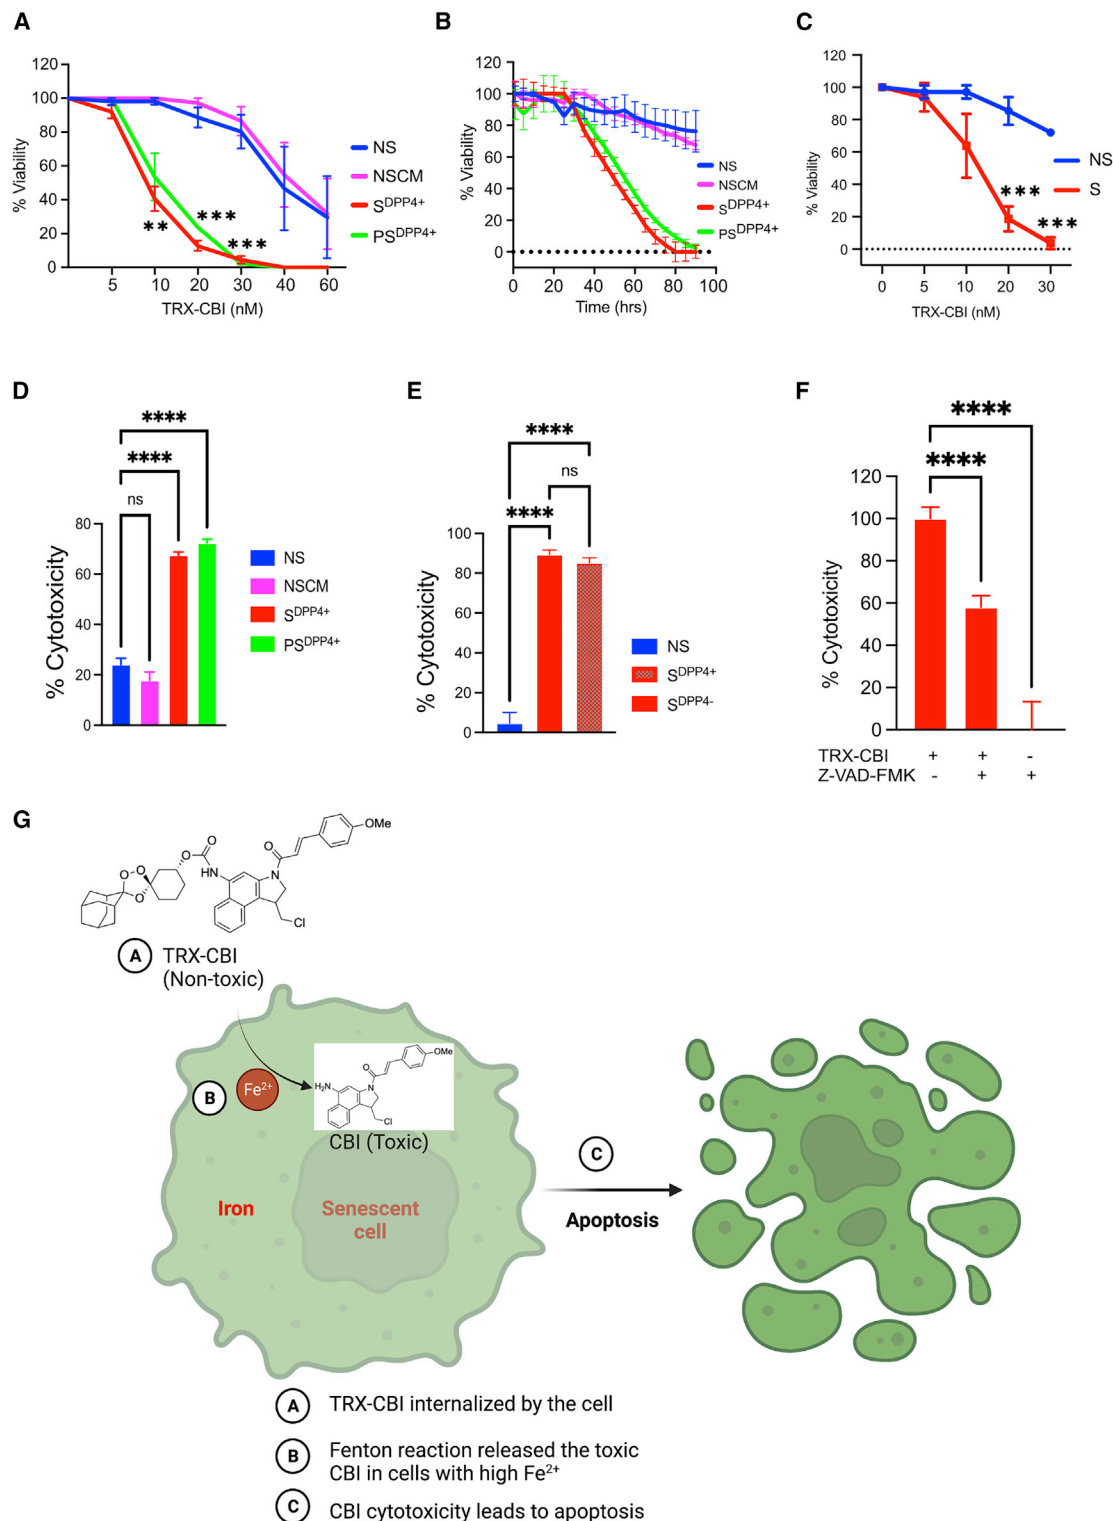 A
120
100
80
60
40
20
0
% Viability
5 10 20 30 40 60
TRX-CBI (nM)
** *** ***
NS
NSCM
S^DPP4+
PS^DPP4+
B
120
100
80
60
40
20
0
% Viability
0 20 40 60 80 100
Time (hrs)
NS
NSCM
S^DPP4+
PS^DPP4+
C
120
100
80
60
40
20
0
% Viability
0 5 10 20 30
TRX-CBI (nM)
*** ***
NS
S
D
****
****
ns
80
60
40
20
0
% Cytotoxicity
NS
NSCM
S^DPP4+
PS^DPP4+
E
****
ns
****
100
80
60
40
20
0
% Cytotoxicity
NS
S^DPP4+
S^DPP4-
F
****
****
120
100
80
60
40
20
0
% Cytotoxicity
TRX-CBI + + -
Z-VAD-FMK - + +
G
OMe
O
N
O
O
HN
O-O
O
Cl
A TRX-CBI
(Non-toxic)
B
Fe²⁺
OMe
O
H₂N
N
Cl
CBI (Toxic)
Iron
Senescent
cell
C
Apoptosis
A TRX-CBI internalized by the cell
B Fenton reaction released the toxic
CBI in cells with high Fe²⁺
C CBI cytotoxicity leads to apoptosis